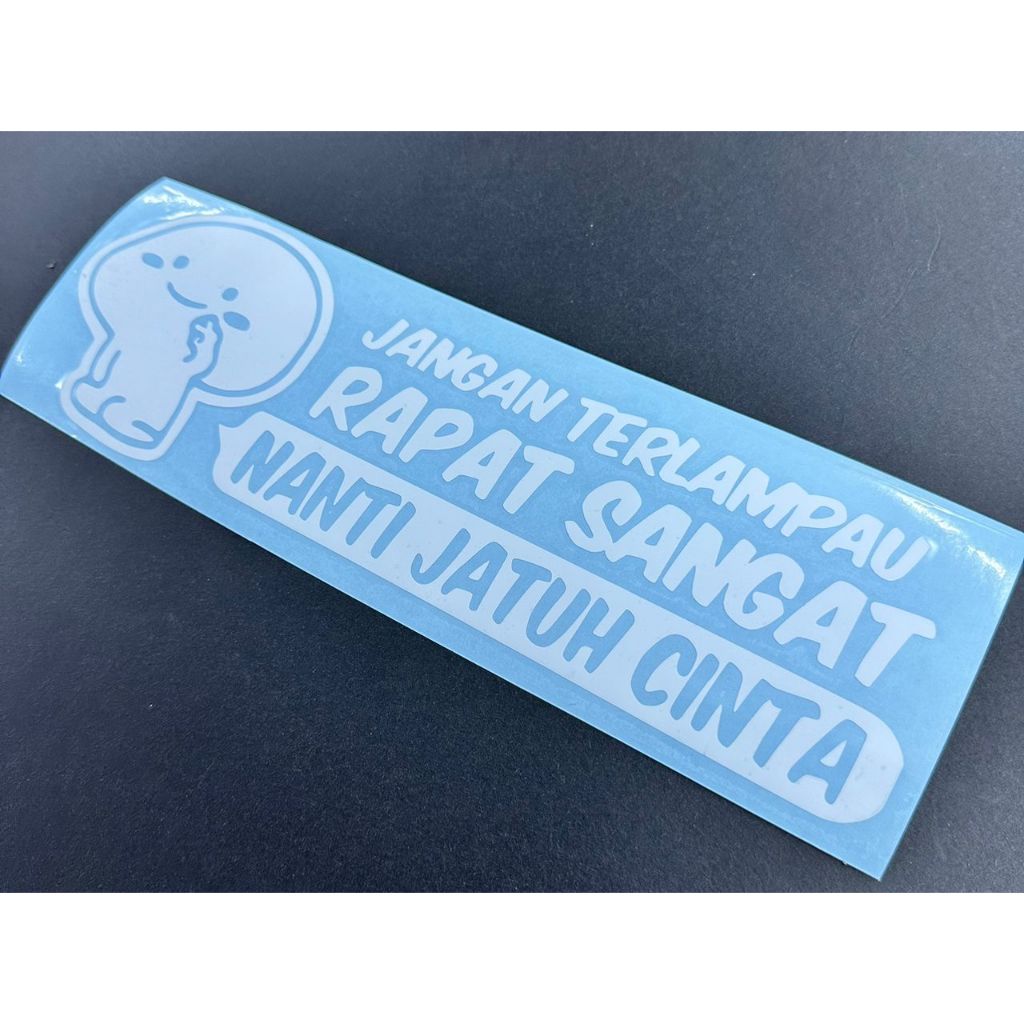 JANGAN TERLAMPAU
RAPAT SANGAT
NANTI JATUH CINTA